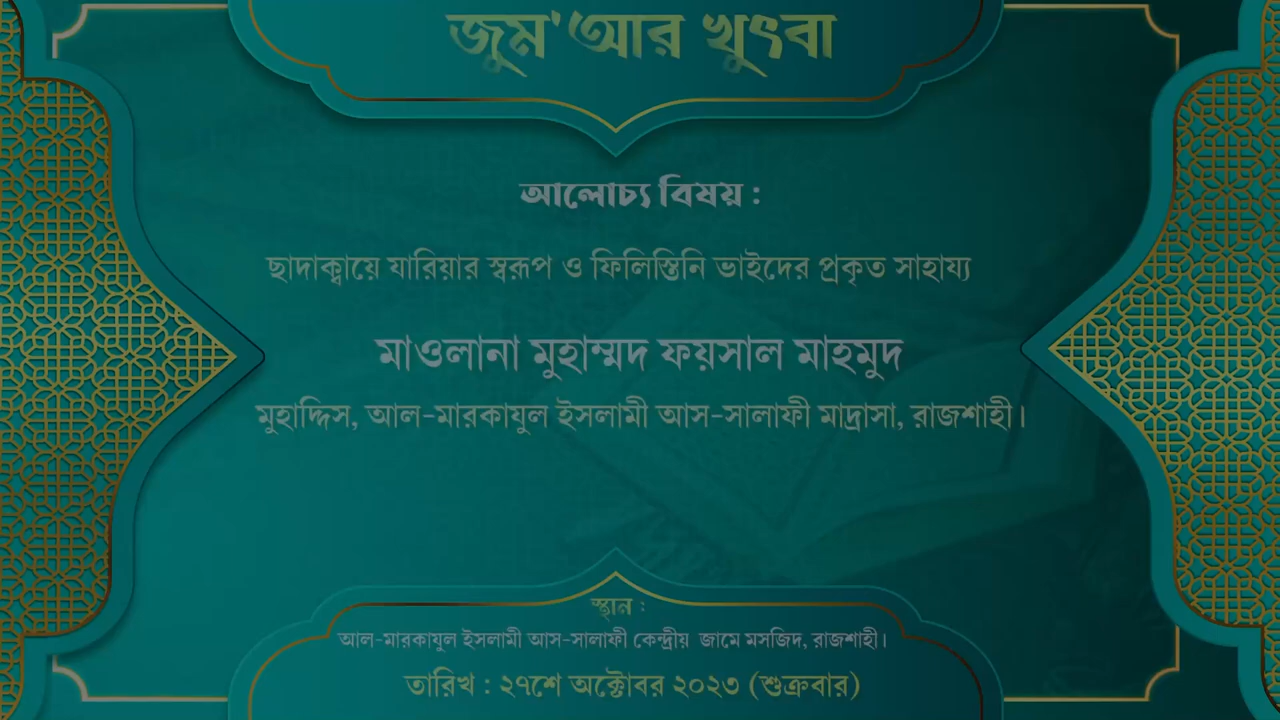 জুম'আর খুৎবা
আলোচ্য বিষয় :
ছাদাক্বায়ে যারিয়ার স্বরূপ ও ফিলিস্তিনি ভাইদের প্রকৃত সাহায্য
মাওলানা মুহাম্মদ ফয়সাল মাহমুদ
মুহাদ্দিস, আল-মারকাযুল ইসলামী আস-সালাফী মাদ্রাসা, রাজশাহী।
স্থান :
আল-মারকাযুল ইসলামী আস-সালাফী কেন্দ্রীয় জামে মসজিদ, রাজশাহী।
তারিখ : ২৭শে অক্টোবর ২০২৩ (শুক্রবার)